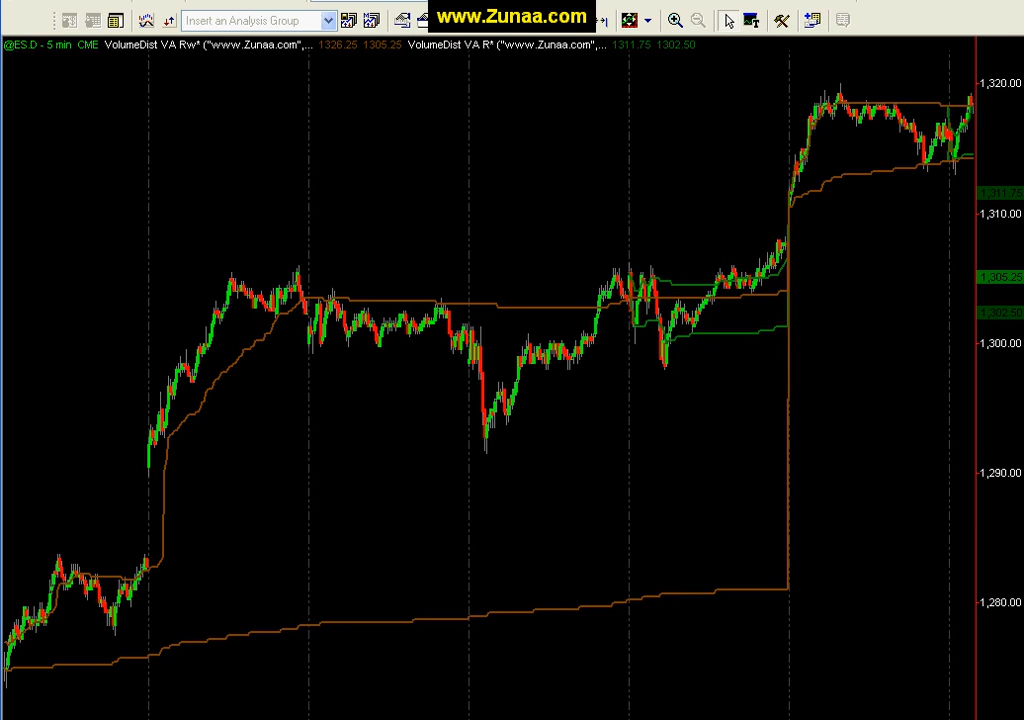 Insert an Analysis Group
www.Zunaa.com
@ES.D - 5 min CME VolumeDist VA Rw* ("www.Zunaa.com",... 1326.25 1305.25 VolumeDist VA R* ("www.Zunaa.com",... 1311.75 1302.50
1,320.00
1,311.75
1,310.00
1,305.25
1,302.50
1,300.00
1,290.00
1,280.00